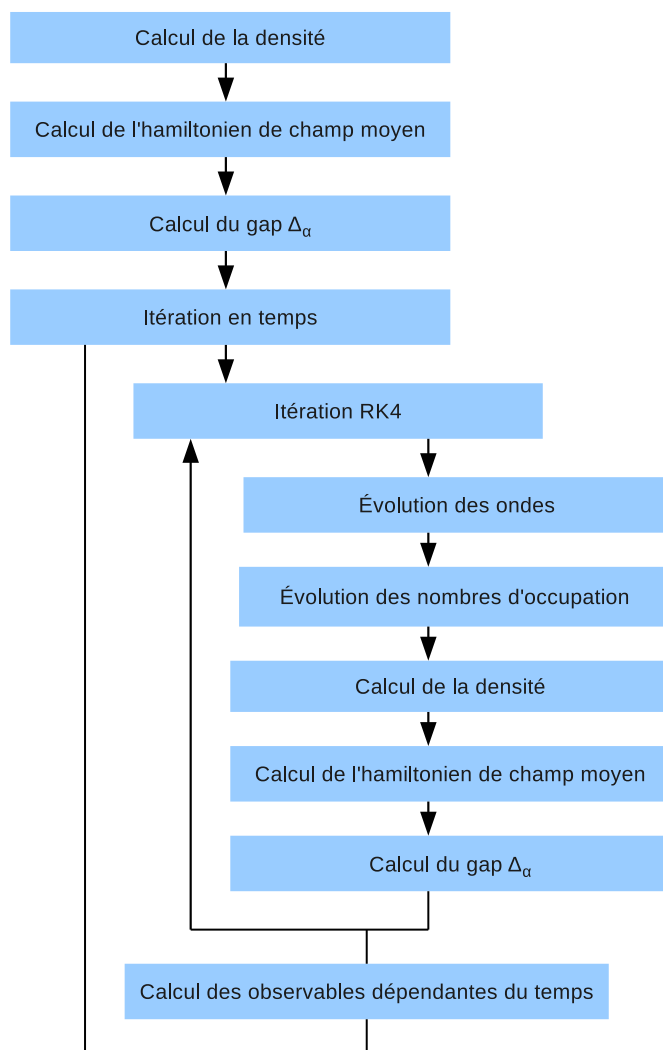 Calcul de la densité
Calcul de l'hamiltonien de champ moyen
Calcul du gap Δα
Itération en temps
Itération RK4
Évolution des ondes
Évolution des nombres d'occupation
Calcul de la densité
Calcul de l'hamiltonien de champ moyen
Calcul du gap Δα
Calcul des observables dépendantes du temps